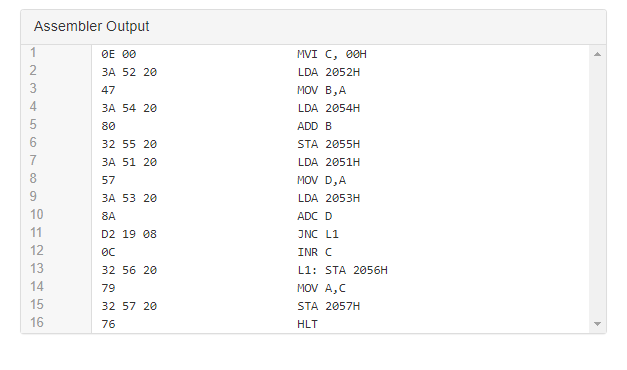 Assembler Output
1 0E 00 MVI C, 00H
2 3A 52 20 LDA 2052H
3 47 MOV B,A
4 3A 54 20 LDA 2054H
5 80 ADD B
6 32 55 20 STA 2055H
7 3A 51 20 LDA 2051H
8 57 MOV D,A
9 3A 53 20 LDA 2053H
10 8A ADC D
11 D2 19 08 JNC L1
12 0C INR C
13 32 56 20 L1: STA 2056H
14 79 MOV A,C
15 32 57 20 STA 2057H
16 76 HLT